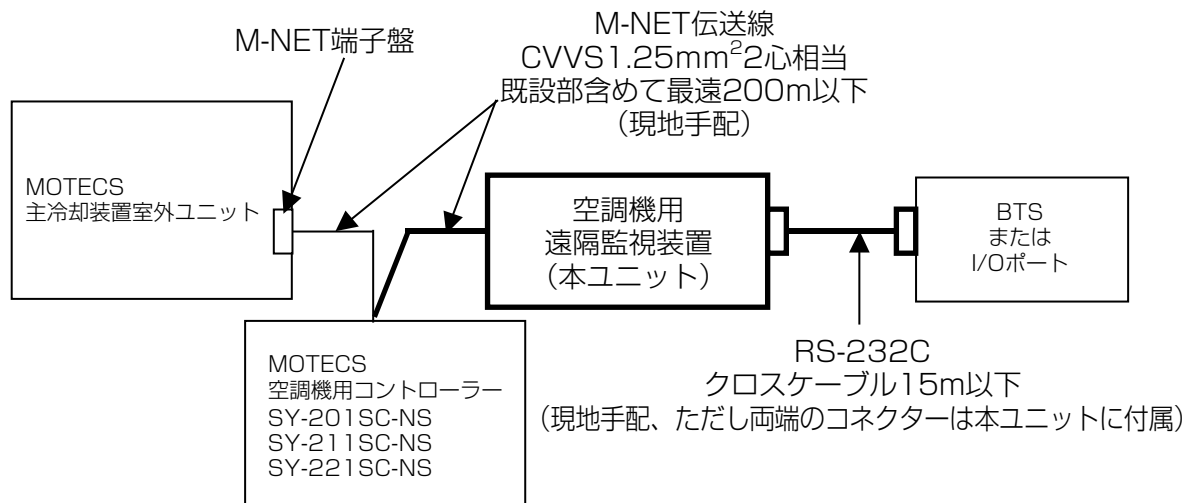 M-NET端子盤
M-NET伝送線
CVVS1.25mm²2心相当
既設部含めて最遠200m以下
（現地手配）
MOTECS
主冷却装置室外ユニット
空調機用
遠隔監視装置
（本ユニット）
BTS
または
I/Oポート
MOTECS
空調機用コントローラー
SY-201SC-NS
SY-211SC-NS
SY-221SC-NS
RS-232C
クロスケーブル15m以下
（現地手配、ただし両端のコネクターは本ユニットに付属）